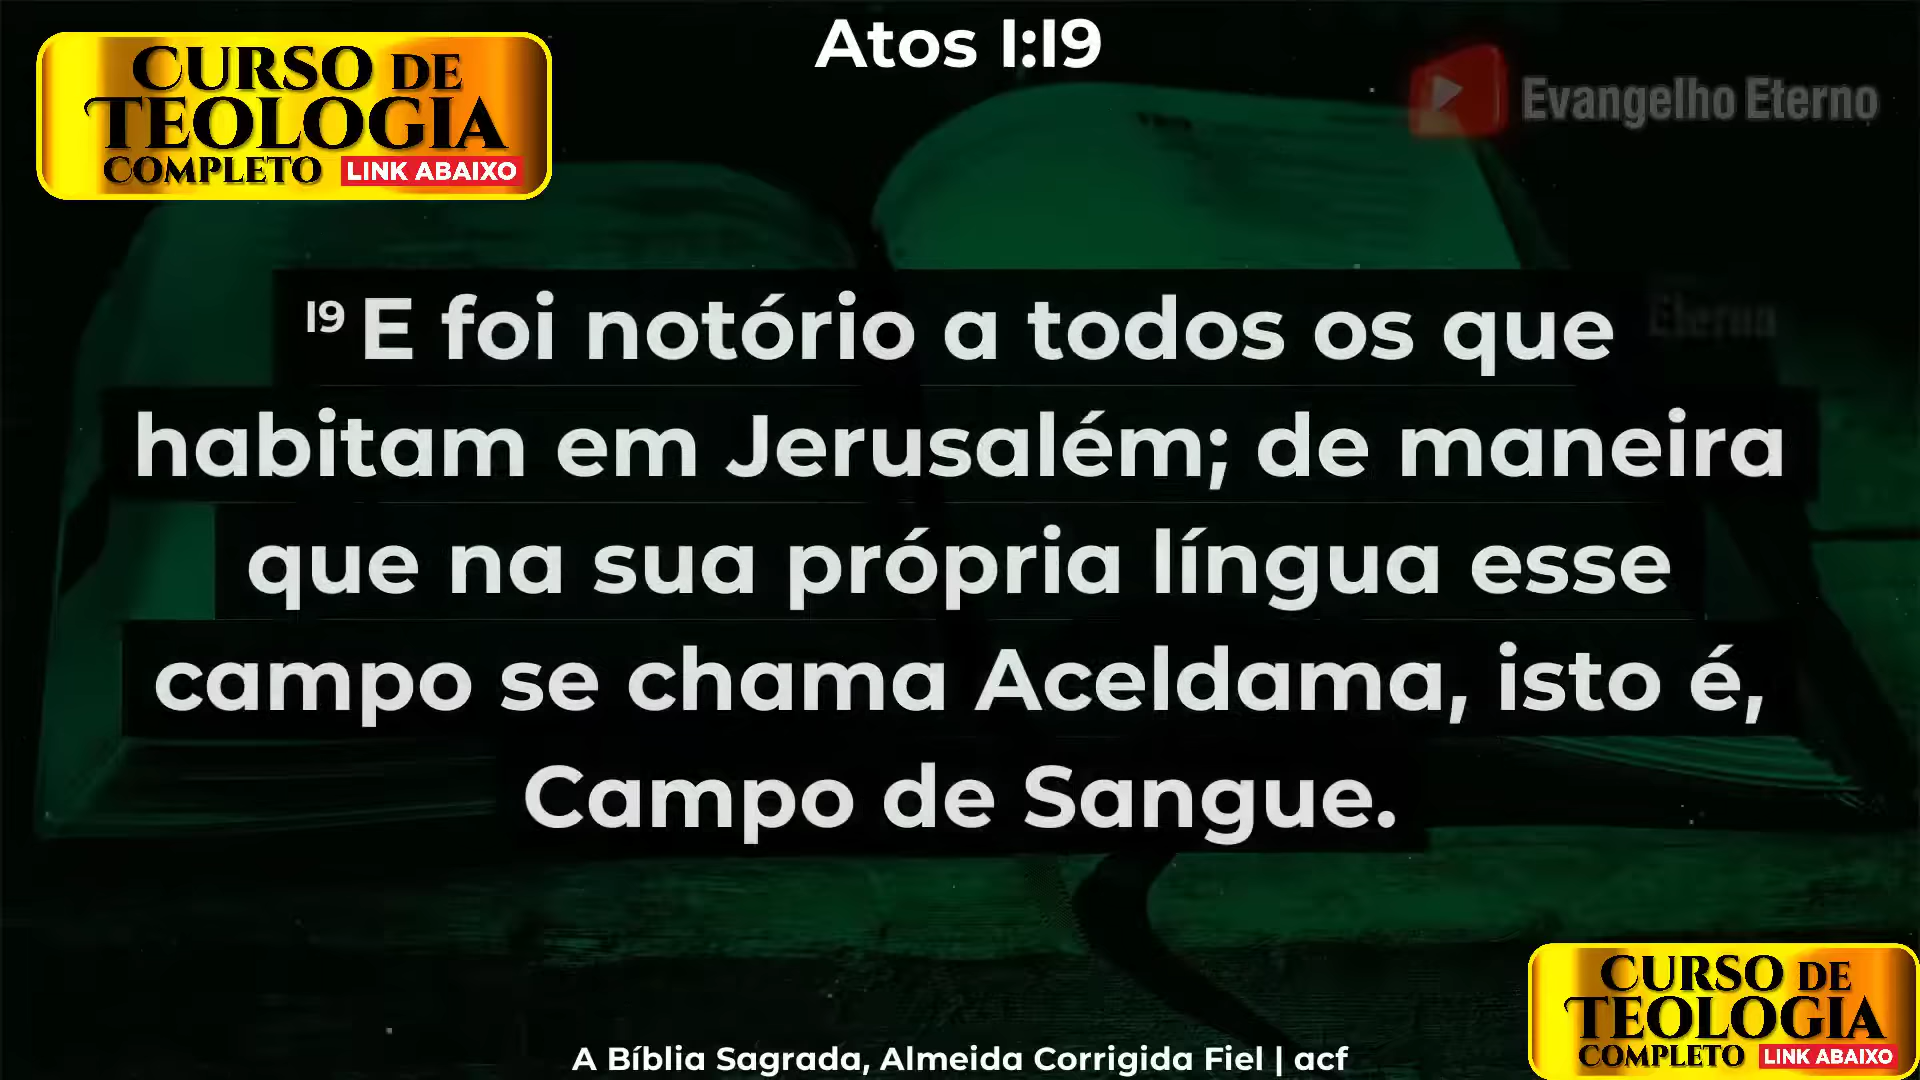 Atos 1:19
CURSO DE
TEOLOGIA
COMPLETO LINK ABAIXO
Evangelho Eterno
19 E foi notório a todos os que
Eterno
habitam em Jerusalém; de maneira
que na sua própria língua esse
campo se chama Aceldama, isto é,
Campo de Sangue.
CURSO DE
TEOLOGIA
COMPLETO LINK ABAIXO
A Bíblia Sagrada, Almeida Corrigida Fiel | acf